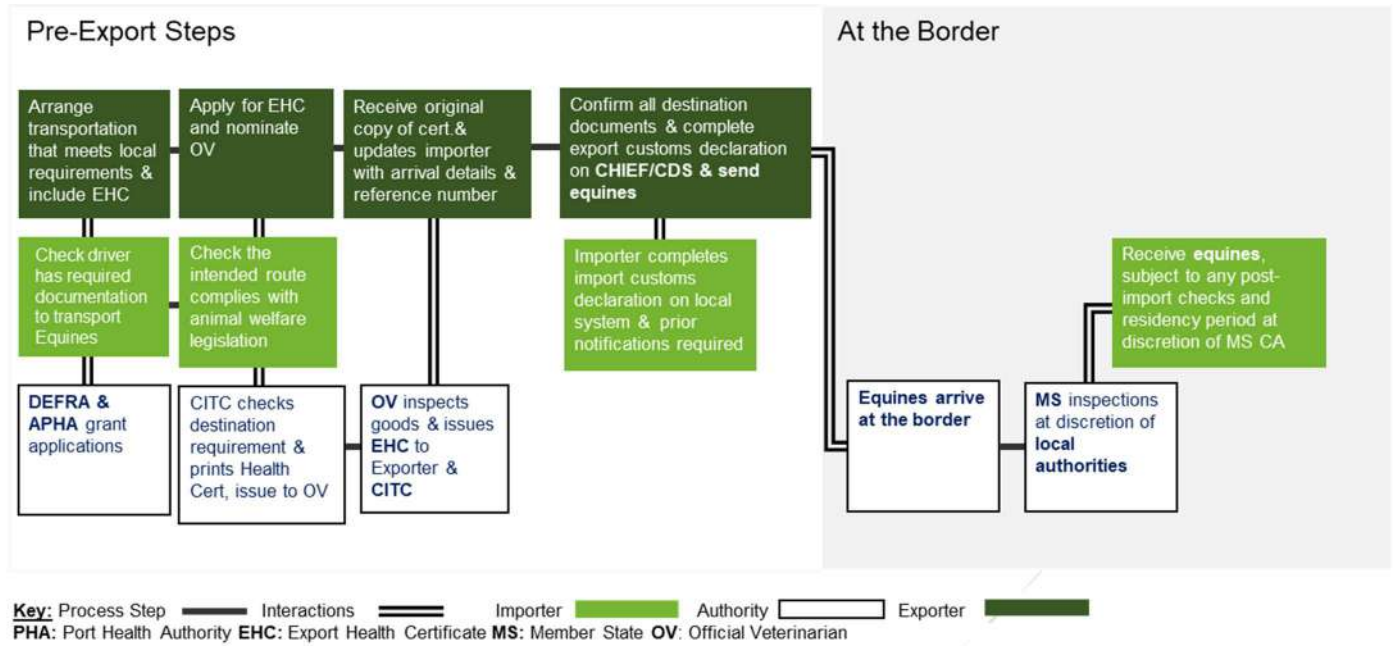 Pre-Export Steps
At the Border
Arrange
transportation
that meets local
requirements &
include EHC
Apply for EHC
and nominate
OV
Receive original
copy of cert.&
updates importer
with arrival details &
reference number
Confirm all destination
documents & complete
export customs declaration
on CHIEF/CDS & send
equines
Check driver
has required
documentation
to transport
Equines
Check the
intended route
complies with
animal welfare
legislation
Importer completes
import customs
declaration on local
system & prior
notifications required
Receive equines,
subject to any post-
import checks and
residency period at
discretion of MS CA
DEFRA &
APHA grant
applications
CITC checks
destination
requirement &
prints Health
Cert, issue to OV
OV inspects
goods & issues
EHC to
Exporter &
CITC
Equines arrive
at the border
MS inspections
at discretion of
local
authorities
Key: Process Step Interactions Importer Authority Exporter
PHA: Port Health Authority EHC: Export Health Certificate MS: Member State OV: Official Veterinarian